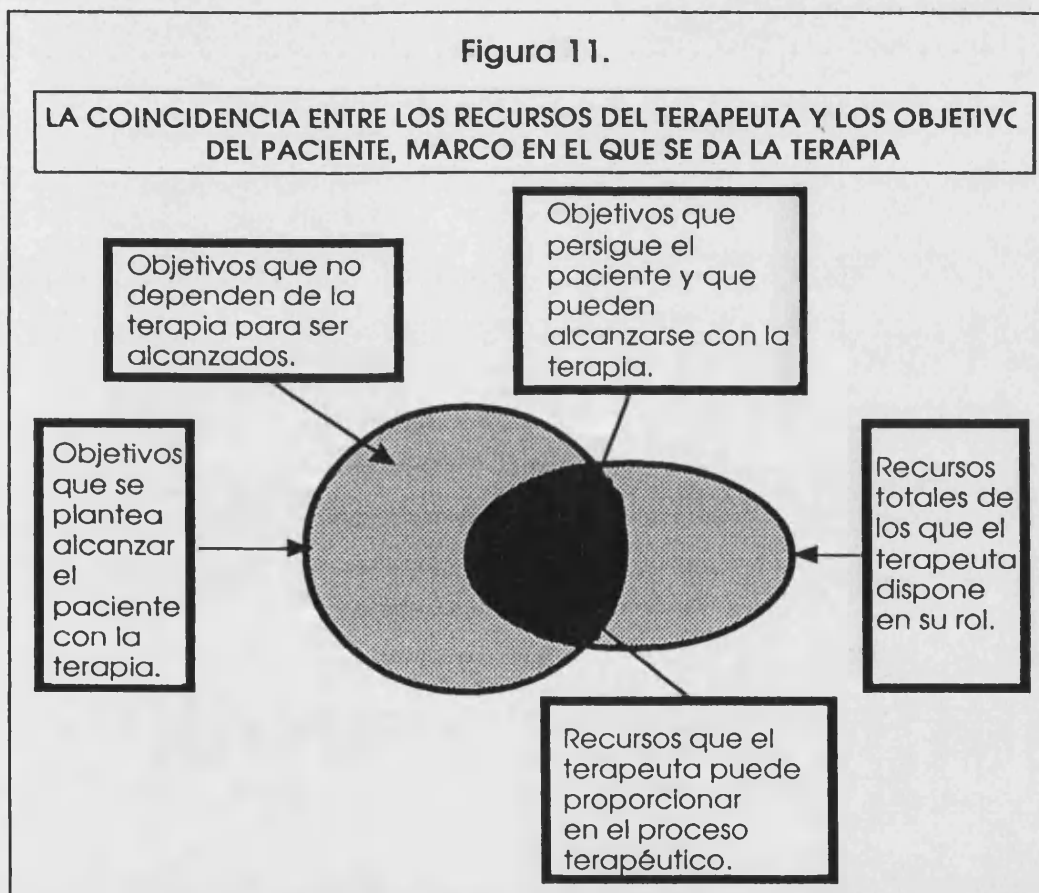 Figura 11.
LA COINCIDENCIA ENTRE LOS RECURSOS DEL TERAPEUTA Y LOS OBJETIVC
DEL PACIENTE, MARCO EN EL QUE SE DA LA TERAPIA
Objetivos que no
dependen de la
terapia para ser
alcanzados.
Objetivos que
persigue el
paciente y que
pueden
alcanzarse con la
terapia.
Objetivos
que se
plantea
alcanzar
el
paciente
con la
terapia.
Recursos
totales de
los que el
terapeuta
dispone
en su rol.
Recursos que el
terapeuta puede
proporcionar
en el proceso
terapéutico.